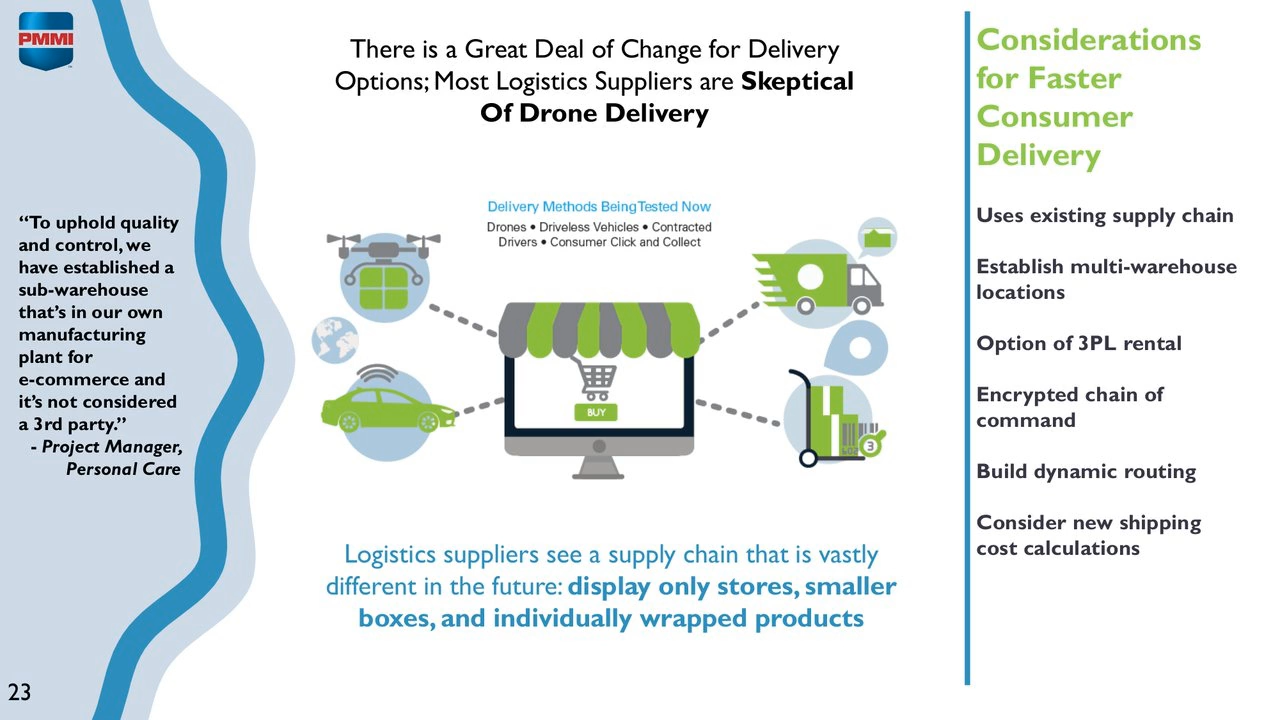 PMMI
There is a Great Deal of Change for Delivery
Options; Most Logistics Suppliers are Skeptical
Of Drone Delivery
“To uphold quality
and control, we
have established a
sub-warehouse
that’s in our own
manufacturing
plant for
e-commerce and
it’s not considered
a 3rd party.”
- Project Manager,
Personal Care
Delivery Methods Being Tested Now
Drones • Driveless Vehicles • Contracted
Drivers • Consumer Click and Collect
BUY
3
Logistics suppliers see a supply chain that is vastly
different in the future: display only stores, smaller
boxes, and individually wrapped products
Considerations
for Faster
Consumer
Delivery
Uses existing supply chain
Establish multi-warehouse
locations
Option of 3PL rental
Encrypted chain of
command
Build dynamic routing
Consider new shipping
cost calculations
23